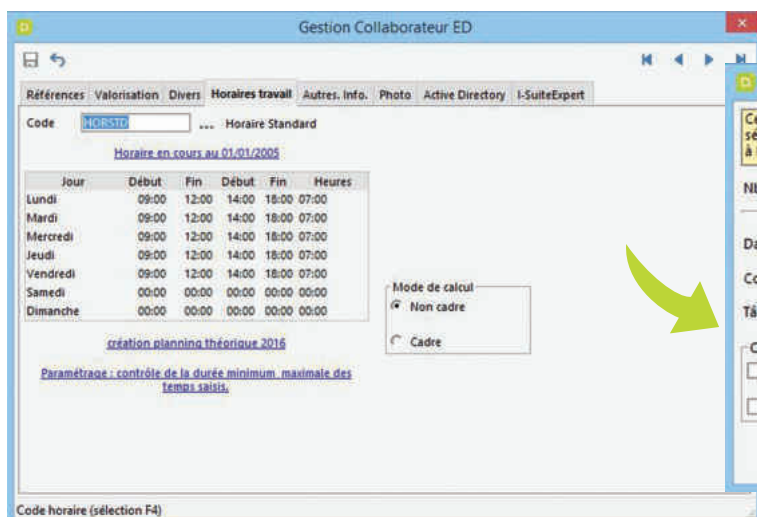 Gestion Collaborateur ED
Références Valorisation Divers Horaires travail Autres. Info. Photo Active Directory I-SuiteExpert
Code HORSTD ... Horaire Standard
Horaire en cours au 01/01/2005
Jour Début Fin Début Fin Heures
Lundi 09:00 12:00 14:00 18:00 07:00
Mardi 09:00 12:00 14:00 18:00 07:00
Mercredi 09:00 12:00 14:00 18:00 07:00
Jeudi 09:00 12:00 14:00 18:00 07:00
Vendredi 09:00 12:00 14:00 18:00 07:00
Samedi 00:00 00:00 00:00 00:00 00:00
Dimanche 00:00 00:00 00:00 00:00 00:00
Mode de calcul
Non cadre
Cadre
création planning théorique 2016
Paramétrage : contrôle de la durée minimum maximale des
temps saisis.
Code horaire (sélection F4)
Ce
sé
à
Da
Co
Tâ